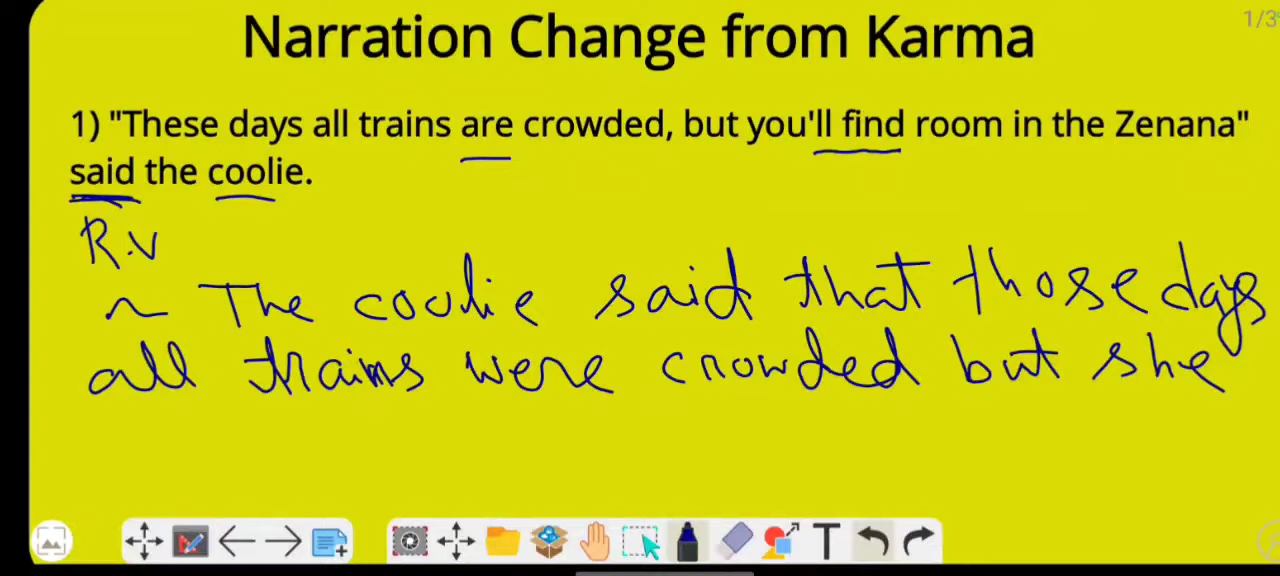 Narration Change from Karma
1/3
1) "These days all trains are crowded, but you'll find room in the Zenana"
said the coolie.
R.V
~ The coolie said that those days
all trains were crowded but she
T